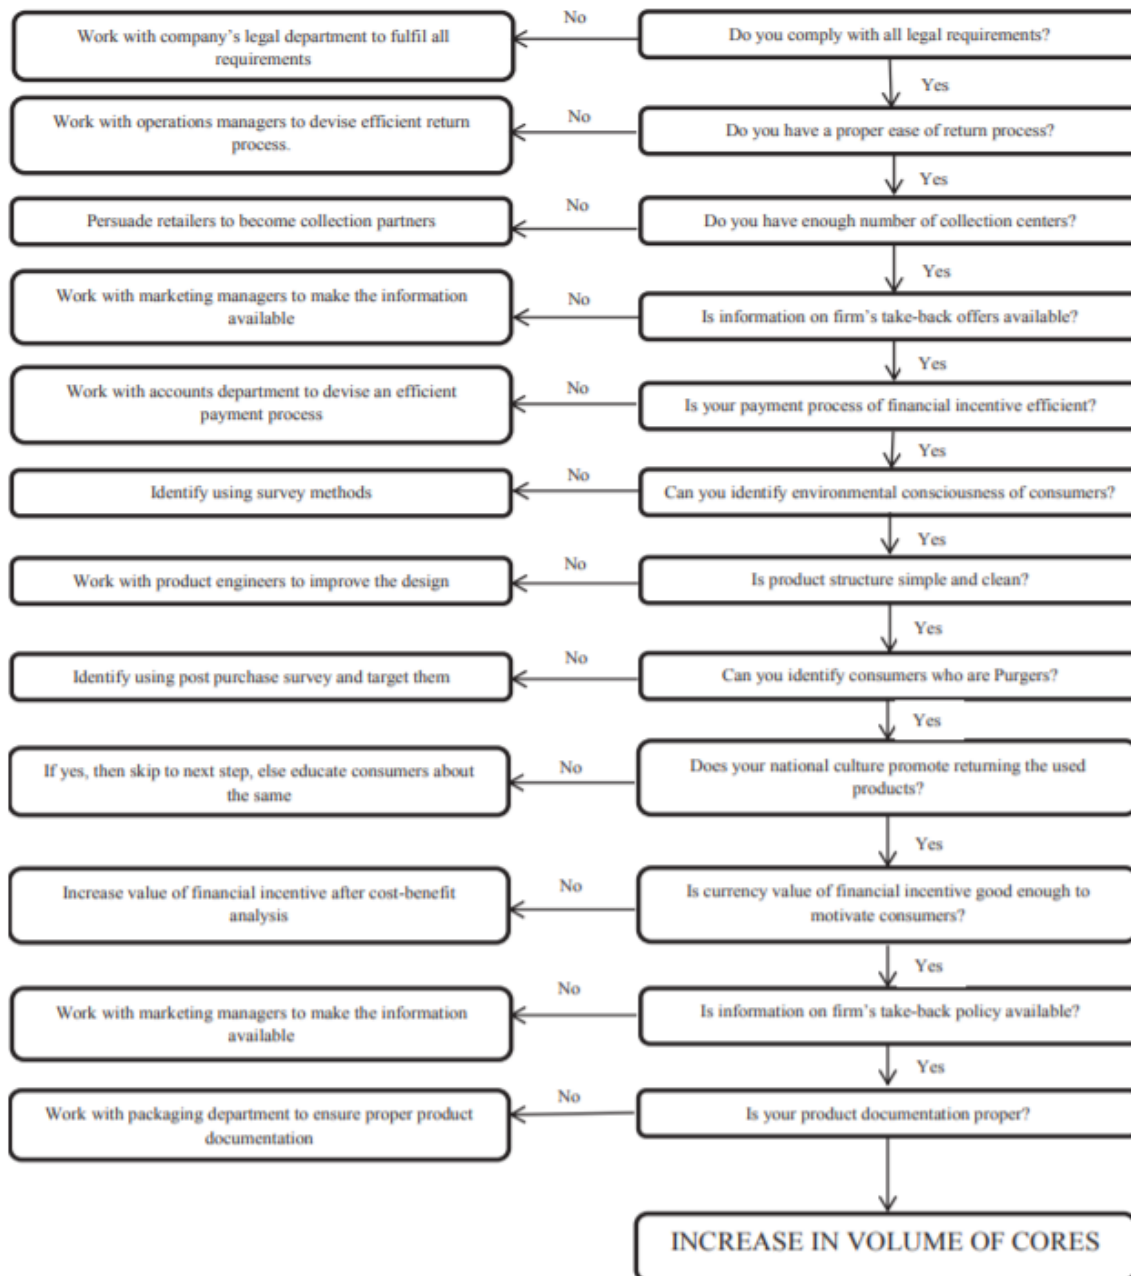 No
Work with company's legal department to fulfil all
requirements
Do you comply with all legal requirements?
Yes
No
Work with operations managers to devise efficient return
process.
Do you have a proper ease of return process?
Yes
No
Persuade retailers to become collection partners
Do you have enough number of collection centers?
Yes
No
Work with marketing managers to make the information
available
Is information on firm's take-back offers available?
Yes
No
Work with accounts department to devise an efficient
payment process
Is your payment process of financial incentive efficient?
Yes
No
Identify using survey methods
Can you identify environmental consciousness of consumers?
Yes
No
Work with product engineers to improve the design
Is product structure simple and clean?
Yes
No
Identify using post purchase survey and target them
Can you identify consumers who are Purgers?
Yes
No
If yes, then skip to next step, else educate consumers about
the same
Does your national culture promote returning the used
products?
Yes
No
Increase value of financial incentive after cost-benefit
analysis
Is currency value of financial incentive good enough to
motivate consumers?
Yes
No
Work with marketing managers to make the information
available
Is information on firm's take-back policy available?
Yes
No
Work with packaging department to ensure proper product
documentation
Is your product documentation proper?
INCREASE IN VOLUME OF CORES